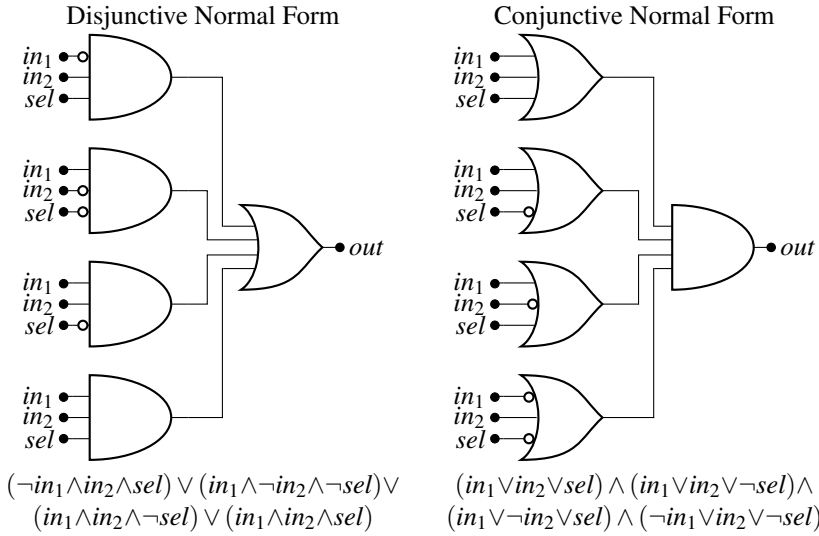 Disjunctive Normal Form
in₁
in₂
sel
in₁
in₂
sel
in₁
in₂
sel
in₁
in₂
sel
out
(¬in₁∧in₂∧sel) ∨ (in₁∧¬in₂∧¬sel)∨
(in₁∧in₂∧¬sel) ∨ (in₁∧in₂∧sel)
Conjunctive Normal Form
in₁
in₂
sel
in₁
in₂
sel
in₁
in₂
sel
in₁
in₂
sel
out
(in₁∨in₂∨sel) ∧ (in₁∨in₂∨¬sel)∧
(in₁∨¬in₂∨sel) ∧ (¬in₁∨in₂∨¬sel)